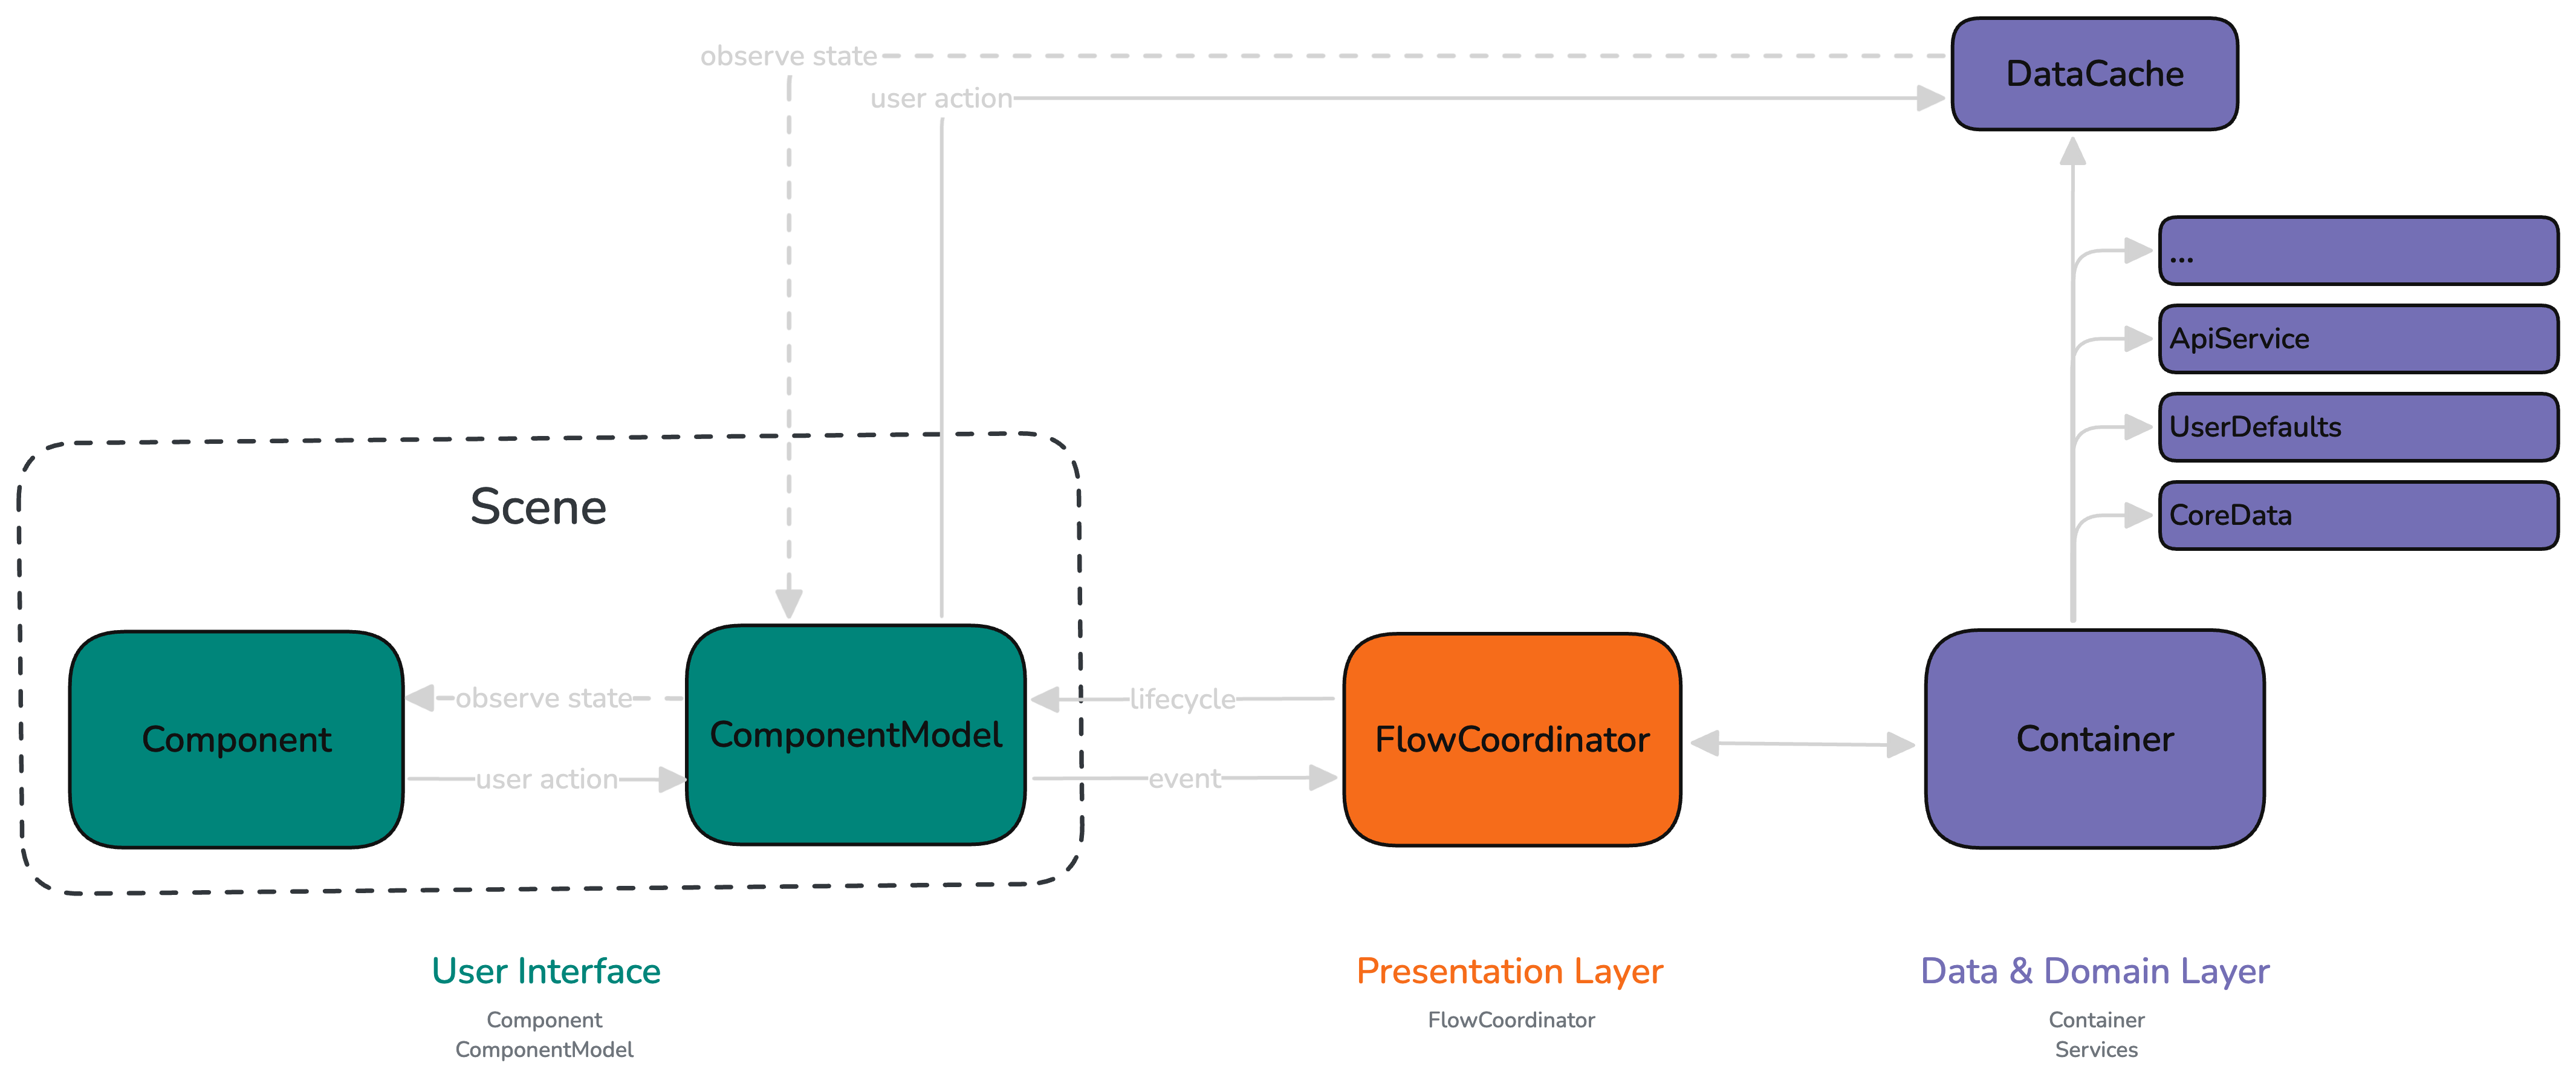 observe state
user action
DataCache
...
ApiService
UserDefaults
CoreData
Scene
Component
observe state
user action
ComponentModel
lifecycle
event
FlowCoordinator
Container
User Interface
Component
ComponentModel
Presentation Layer
FlowCoordinator
Data & Domain Layer
Container
Services